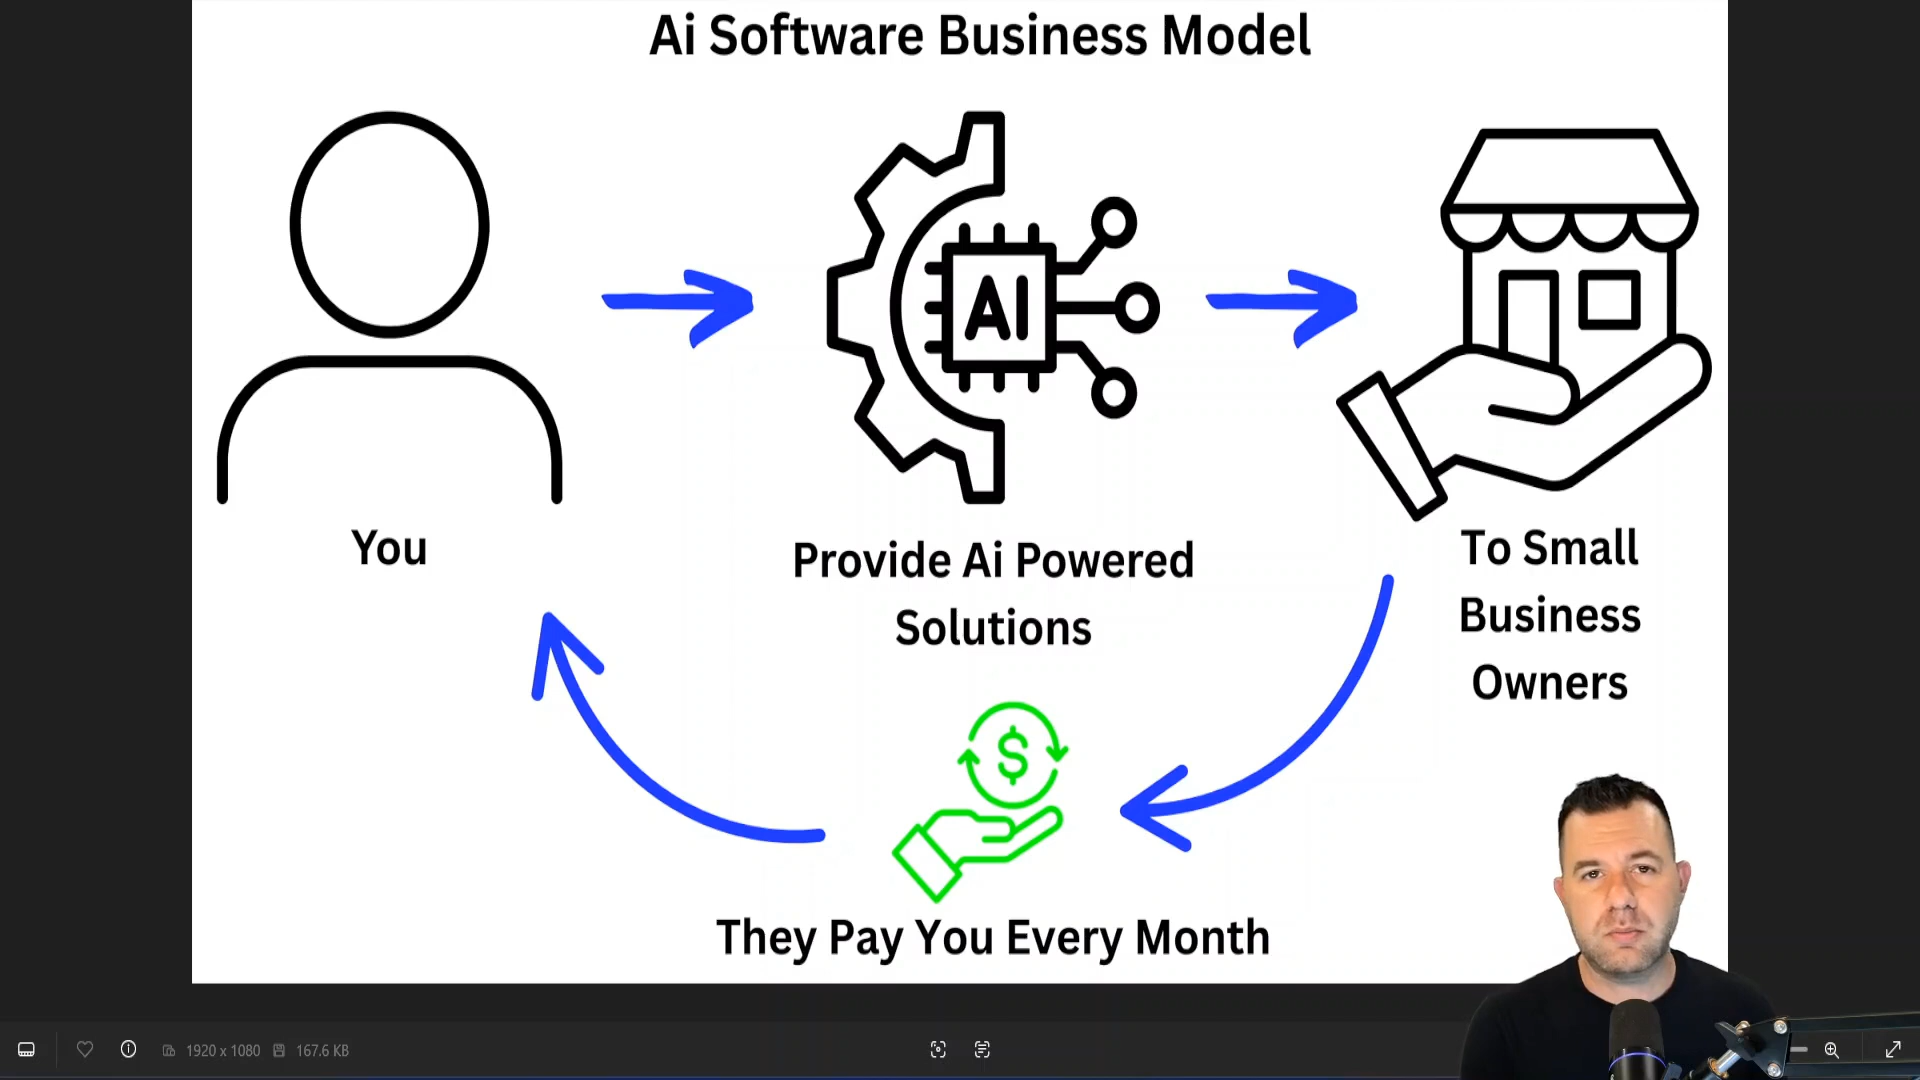 Ai Software Business Model
AI
You
Provide Ai Powered
Solutions
To Small
Business
Owners
$
They Pay You Every Month
1920 x 1080
167.6 KB